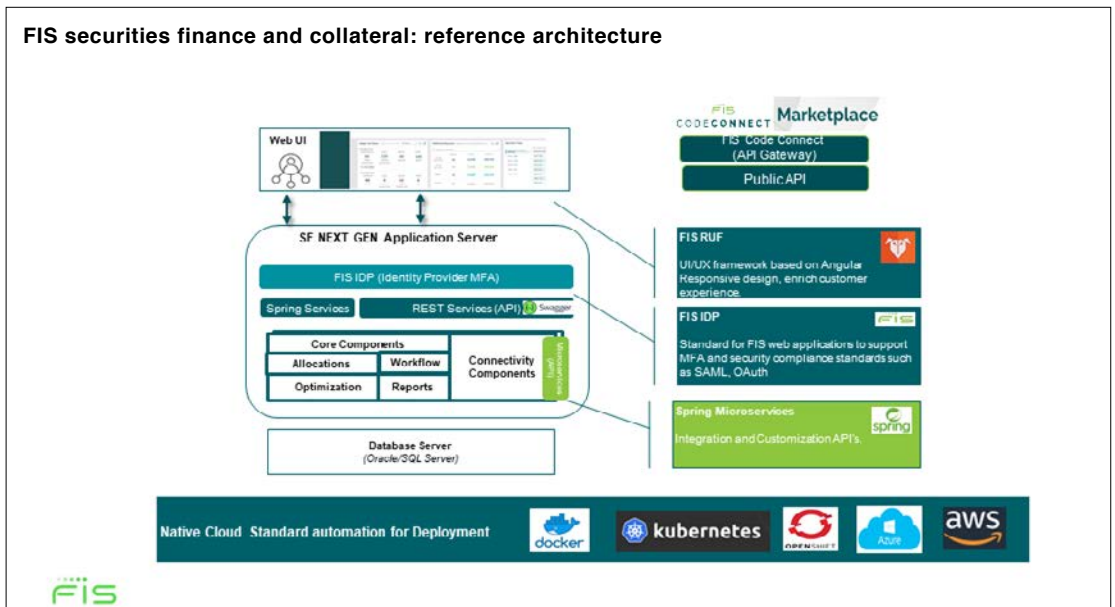 FIS securities finance and collateral: reference architecture
Web UI
FIS
CODECONNECT Marketplace
FIS Code Connect
(API Gateway)
Public API
SF NEXT GEN Application Server
FIS IDP (Identity Provider MFA)
Spring Services
REST Services (API)
Swagger
Core Components
Allocations
Workflow
Optimization
Reports
Connectivity
Components
Microservices
(API)
Database Server
(Oracle/SQL Server)
FIS RUF
UI/UX framework based on Angular
Responsive design, enrich customer
experience.
FIS IDP
FIS
Standard for FIS web applications to support
MFA and security compliance standards such
as SAML, OAuth
Spring Microservices
spring
Integration and Customization API's.
Native Cloud Standard automation for Deployment
docker
kubernetes
OPENSHIFT
Azure
aws
FIS